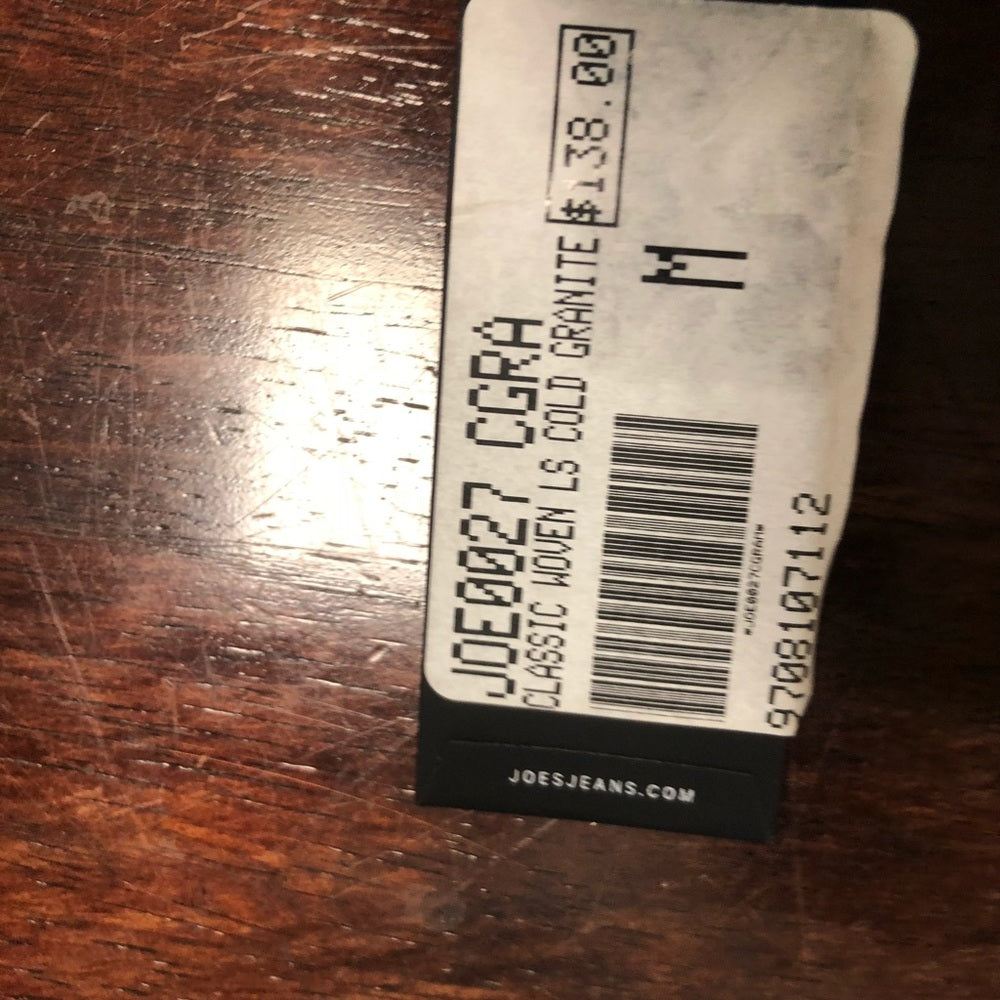 JOE0027 CGRA
CLASSIC WOVEN LS COLD GRANITE $138.00
M
*JOE0027CGRAM*
9708107112
JOESJEANS.COM